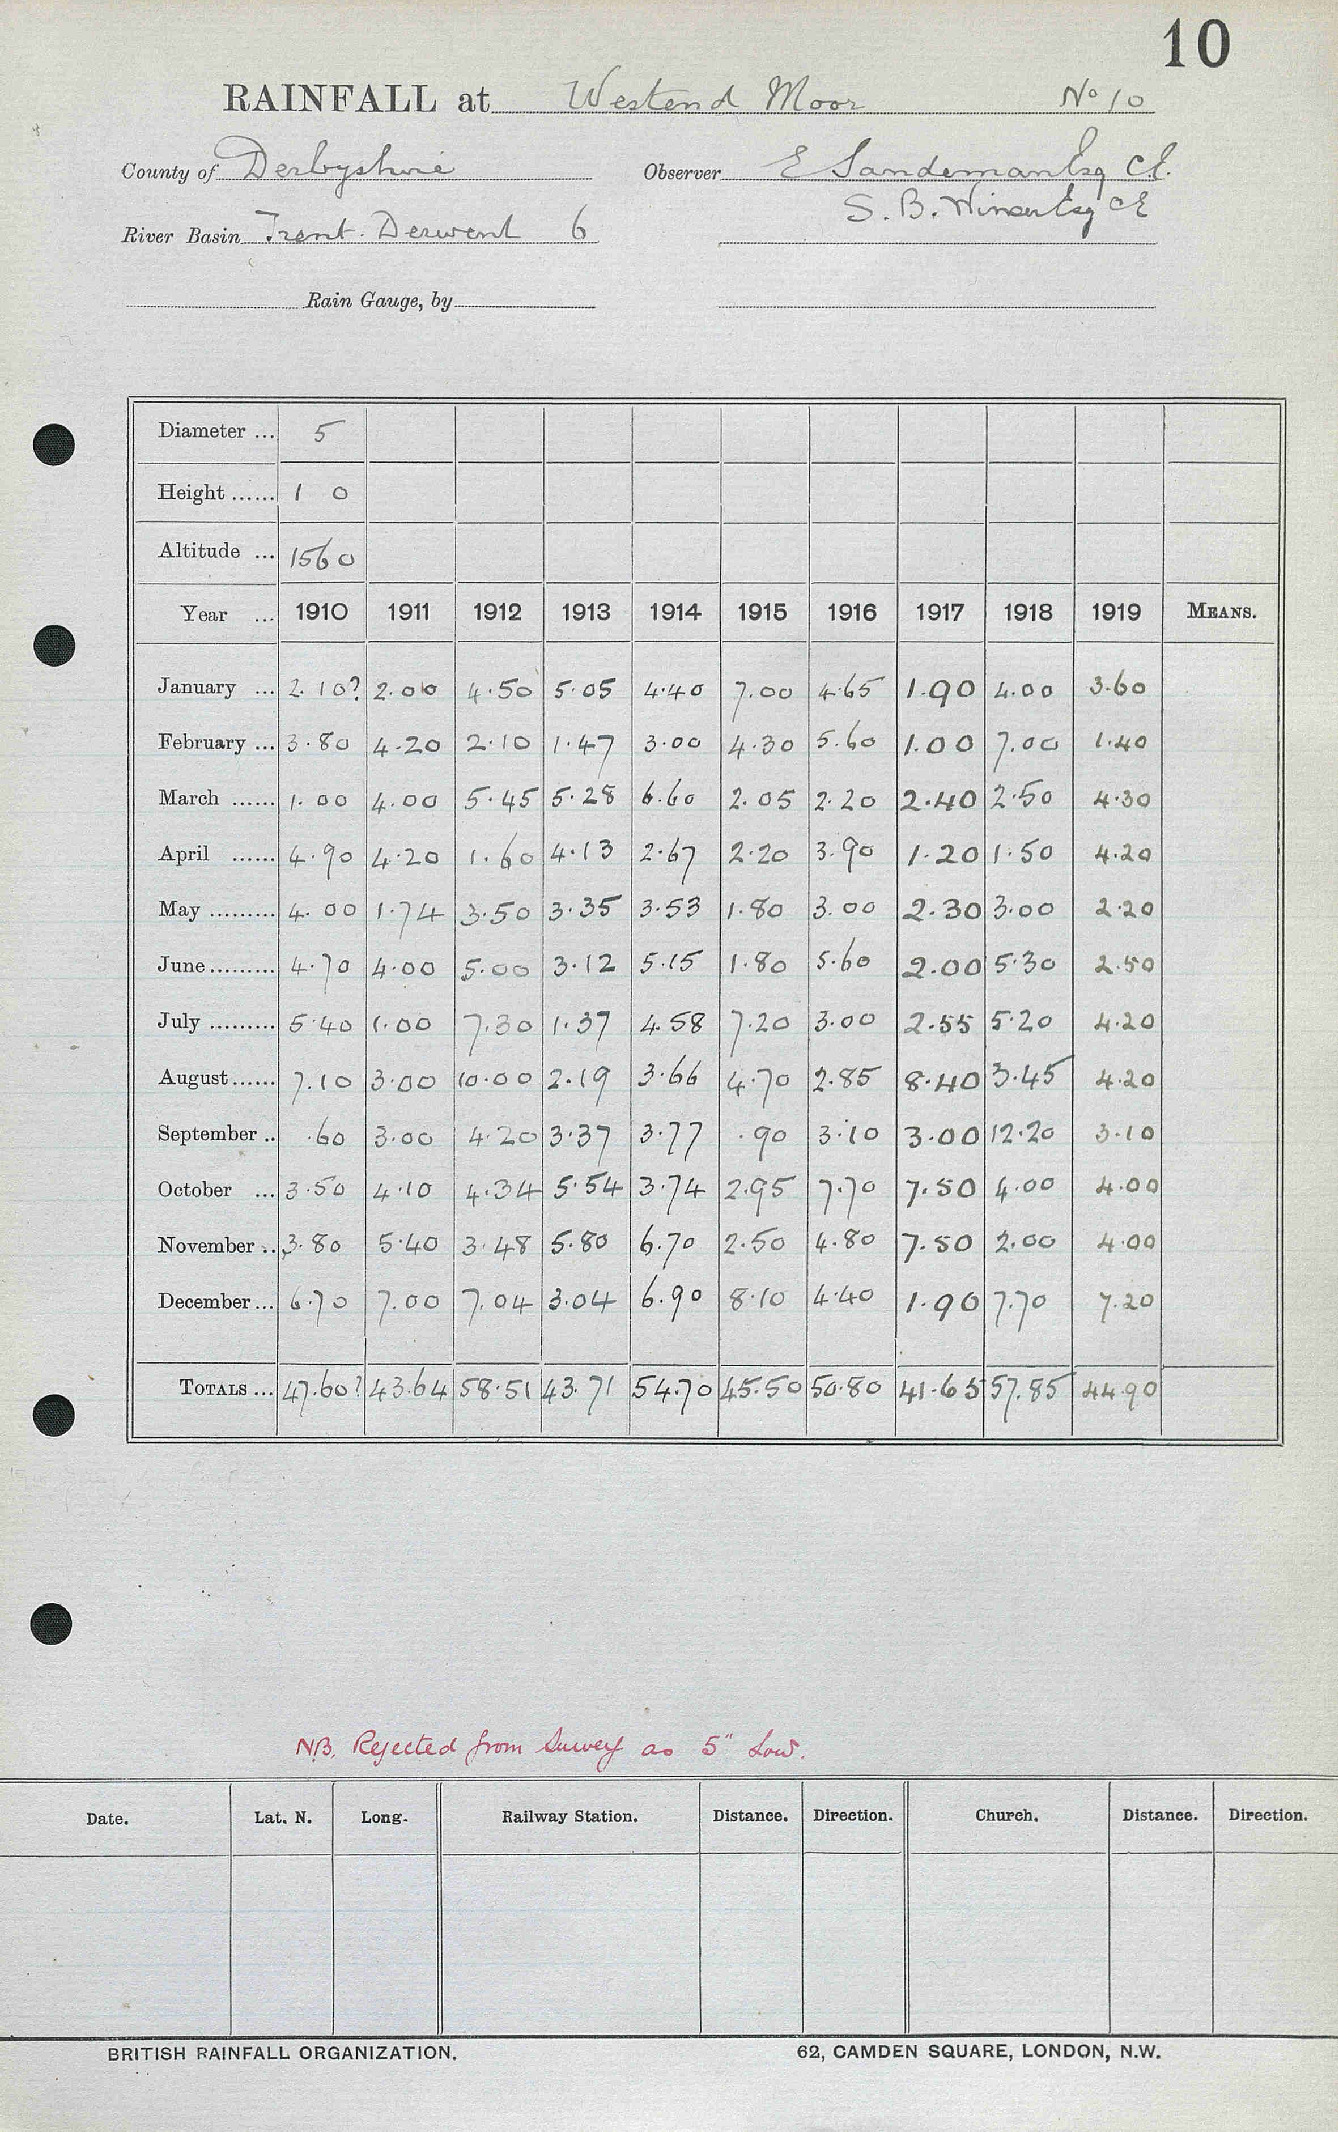 10
RAINFALL at Westend Moor No 10
County of Derbyshire Observer E Sandeman Esq CE.
S. B. Winser Esq CE
River Basin Trent. Derwent 6
Rain Gauge, by
Diameter ... 5
Height ...... 1 0
Altitude ... 1560
Year ... 1910 1911 1912 1913 1914 1915 1916 1917 1918 1919 MEANS.
January ... 2.10? 2.00 4.50 5.05 4.40 7.00 4.65 1.90 4.00 3.60
February ... 3.80 4.20 2.10 1.47 3.00 4.30 5.60 1.00 7.00 1.40
March ...... 1.00 4.00 5.45 5.28 6.60 2.05 2.20 2.40 2.50 4.30
April ...... 4.90 4.20 1.60 4.13 2.67 2.20 3.90 1.20 1.50 4.20
May ......... 4.00 1.74 3.50 3.35 3.53 1.80 3.00 2.30 3.00 2.20
June ......... 4.70 4.00 5.00 3.12 5.15 1.80 5.60 2.00 5.30 2.50
July ......... 5.40 1.00 7.30 1.37 4.58 7.20 3.00 2.55 5.20 4.20
August ...... 7.10 3.00 10.00 2.19 3.66 4.70 2.85 8.40 3.45 4.20
September .. .60 3.00 4.20 3.37 3.77 .90 3.10 3.00 12.20 3.10
October ... 3.50 4.10 4.34 5.54 3.74 2.95 7.70 7.50 4.00 4.00
November .. 3.80 5.40 3.48 5.80 6.70 2.50 4.80 7.50 2.00 4.00
December ... 6.70 7.00 7.04 3.04 6.90 8.10 4.40 1.90 7.70 7.20
TOTALS ... 47.60? 43.64 58.51 43.71 54.70 45.50 50.80 41.65 57.85 44.90
NB. Rejected from Survey as 5" Low.
Date. Lat. N. Long. Railway Station. Distance. Direction. Church. Distance. Direction.
BRITISH RAINFALL ORGANIZATION. 62, CAMDEN SQUARE, LONDON, N.W.